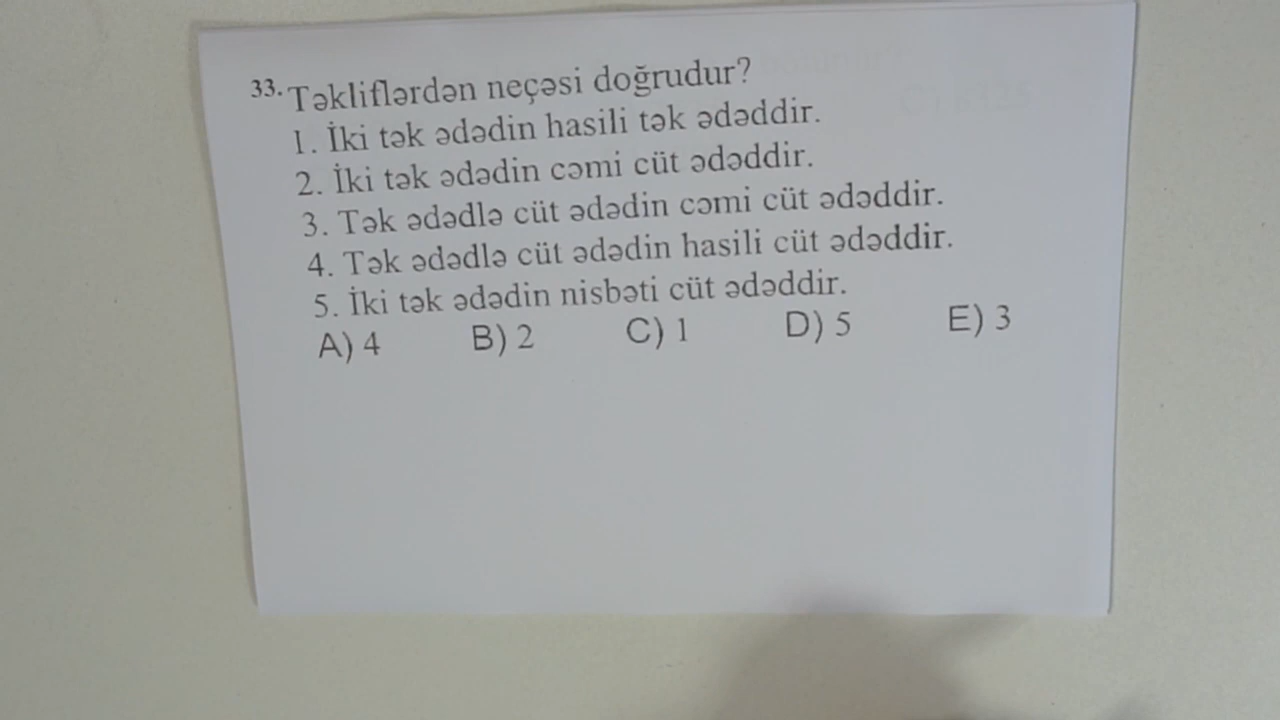 33. Təkliflərdən neçəsi doğrudur?
1. İki tək ədədin hasili tək ədəddir.
2. İki tək ədədin cəmi cüt ədəddir.
3. Tək ədədlə cüt ədədin cəmi cüt ədəddir.
4. Tək ədədlə cüt ədədin hasili cüt ədəddir.
5. İki tək ədədin nisbəti cüt ədəddir.
A) 4 B) 2 C) 1 D) 5 E) 3